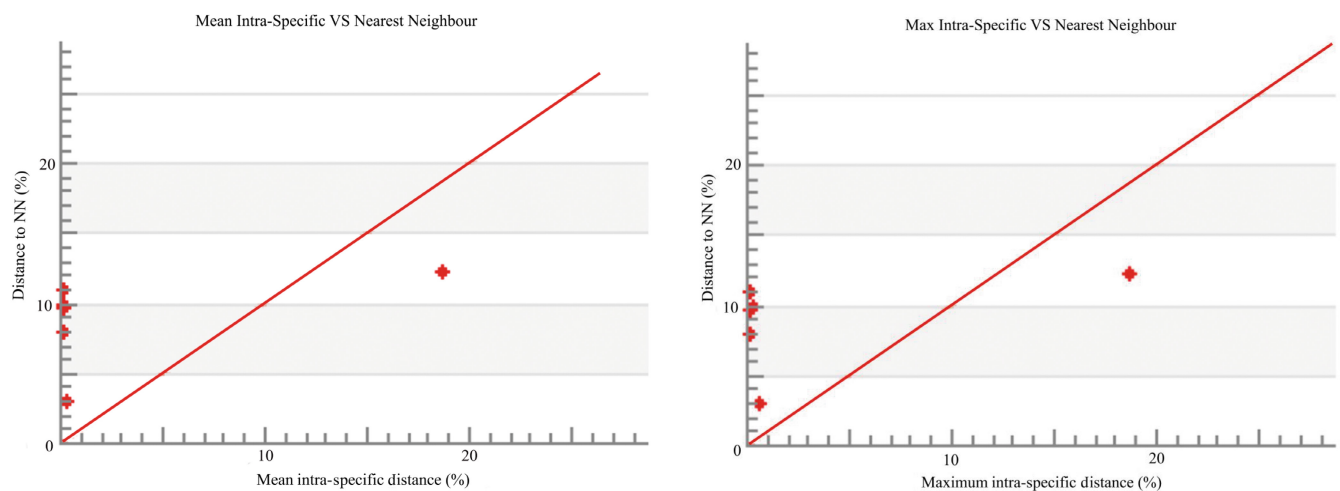 Mean Intra-Specific VS Nearest Neighbour
Distance to NN (%)
20
10
0
10
20
Mean intra-specific distance (%)
Max Intra-Specific VS Nearest Neighbour
Distance to NN (%)
20
10
0
10
20
Maximum intra-specific distance (%)